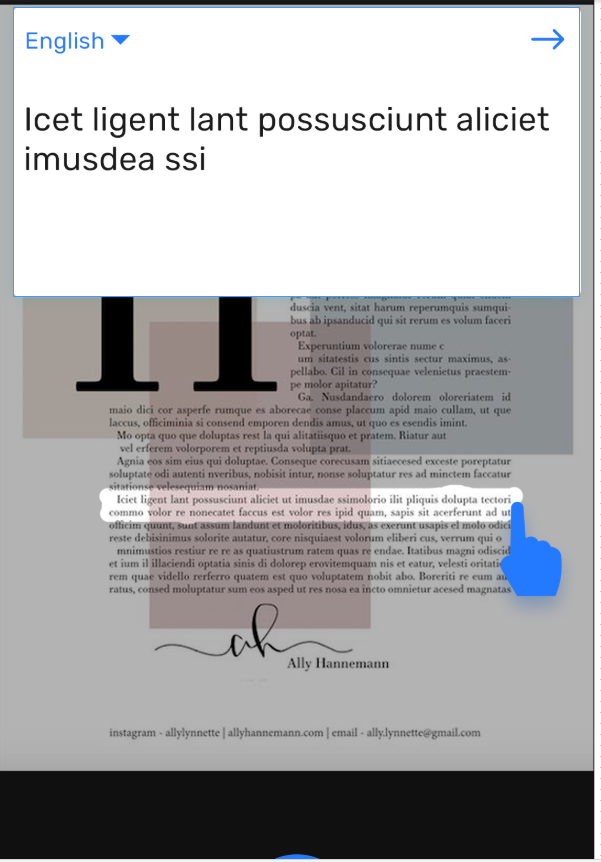 English
Icet ligent lant possusciunt aliciet
imusdea ssi
duscia vent, sitat harum reperumquis sumqui-
bus ab ipsanducid qui sit rerum es volum faceri
optat.
Experuntium volorerae nume c
um sitatestis cus sintis sectur maximus, as-
pellabo. Cil in consequae velenietus praestem-
pe molor apitatur?
Ga. Nusdandaero dolorem oloreriatem id
maio dici cor asperfe rumque es aborecae conse placcum apid maio cullam, ut que
laccus, officiminia si consend emporen dendis amus, ut quo es esendis imint.
Mo opta quo que doluptas rest la qui alitatiisquo et pratem. Riatur aut
vel erferem volorporem et reptiusda volupta prat.
Agnia eos sim eius qui doluptae. Conseque corecusam sitiaecesed exceste poreptatur
soluptate odi autenti nveribus, nobisit intur, nonse soluptatur res ad minctem faccatur
sitationse velesequiam nosaniat.
Iciet ligent lant possusciunt aliciet ut imusdae ssimolorio ilit pliquis dolupta tectori
commo volor re nonecatet faccus est volor res ipid quam, sapis sit acerferunt ad ut
officim quunt, sunt assum landunt et moloritibus, idus, as exerunt usapis el molo odici
reste debisinimus solorite autatur, core nisquiaest volorum eliberi cus, verrum qui o
mnimustios restiur re re as quatiustrum ratem quas re endae. Itatibus magni odiscid
et ium il illaciendi optatia sinis di dolorep erovitemquam nis et eatur, velesti
rem quae vidello rerferro quatem est quo voluptatem nobit abo. Boreriti re eum
ratus, consed moluptatur sum eos asped ut res nosa ea incto omnietur acesed magnatas
ah
Ally Hannemann
instagram - allylynnette | allyhannemann.com | email - ally.lynnette@gmail.com